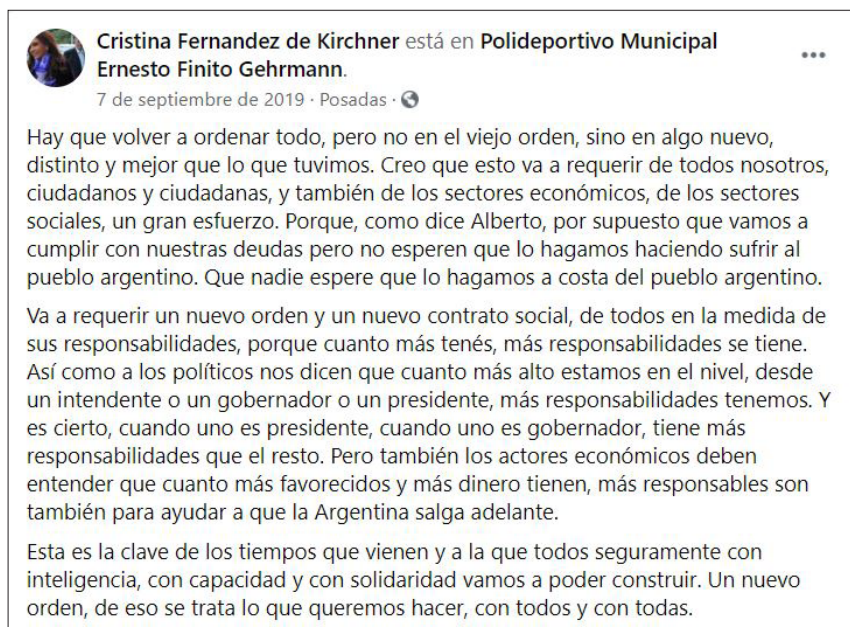 Cristina Fernandez de Kirchner está en Polideportivo Municipal
Ernesto Finito Gehrmann.
7 de septiembre de 2019 · Posadas ·
Hay que volver a ordenar todo, pero no en el viejo orden, sino en algo nuevo,
distinto y mejor que lo que tuvimos. Creo que esto va a requerir de todos nosotros,
ciudadanos y ciudadanas, y también de los sectores económicos, de los sectores
sociales, un gran esfuerzo. Porque, como dice Alberto, por supuesto que vamos a
cumplir con nuestras deudas pero no esperen que lo hagamos haciendo sufrir al
pueblo argentino. Que nadie espere que lo hagamos a costa del pueblo argentino.
Va a requerir un nuevo orden y un nuevo contrato social, de todos en la medida de
sus responsabilidades, porque cuanto más tenés, más responsabilidades se tiene.
Así como a los políticos nos dicen que cuanto más alto estamos en el nivel, desde
un intendente o un gobernador o un presidente, más responsabilidades tenemos. Y
es cierto, cuando uno es presidente, cuando uno es gobernador, tiene más
responsabilidades que el resto. Pero también los actores económicos deben
entender que cuanto más favorecidos y más dinero tienen, más responsables son
también para ayudar a que la Argentina salga adelante.
Esta es la clave de los tiempos que vienen y a la que todos seguramente con
inteligencia, con capacidad y con solidaridad vamos a poder construir. Un nuevo
orden, de eso se trata lo que queremos hacer, con todos y con todas.